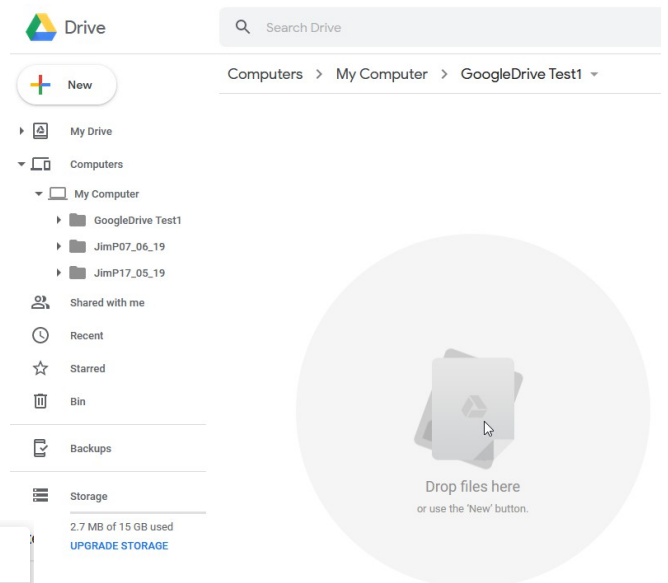 Drive
Search Drive
New
Computers > My Computer > GoogleDrive Test1
My Drive
Computers
My Computer
GoogleDrive Test1
JimP07_06_19
JimP17_05_19
Shared with me
Recent
Starred
Bin
Backups
Storage
2.7 MB of 15 GB used
UPGRADE STORAGE
Drop files here
or use the 'New' button.